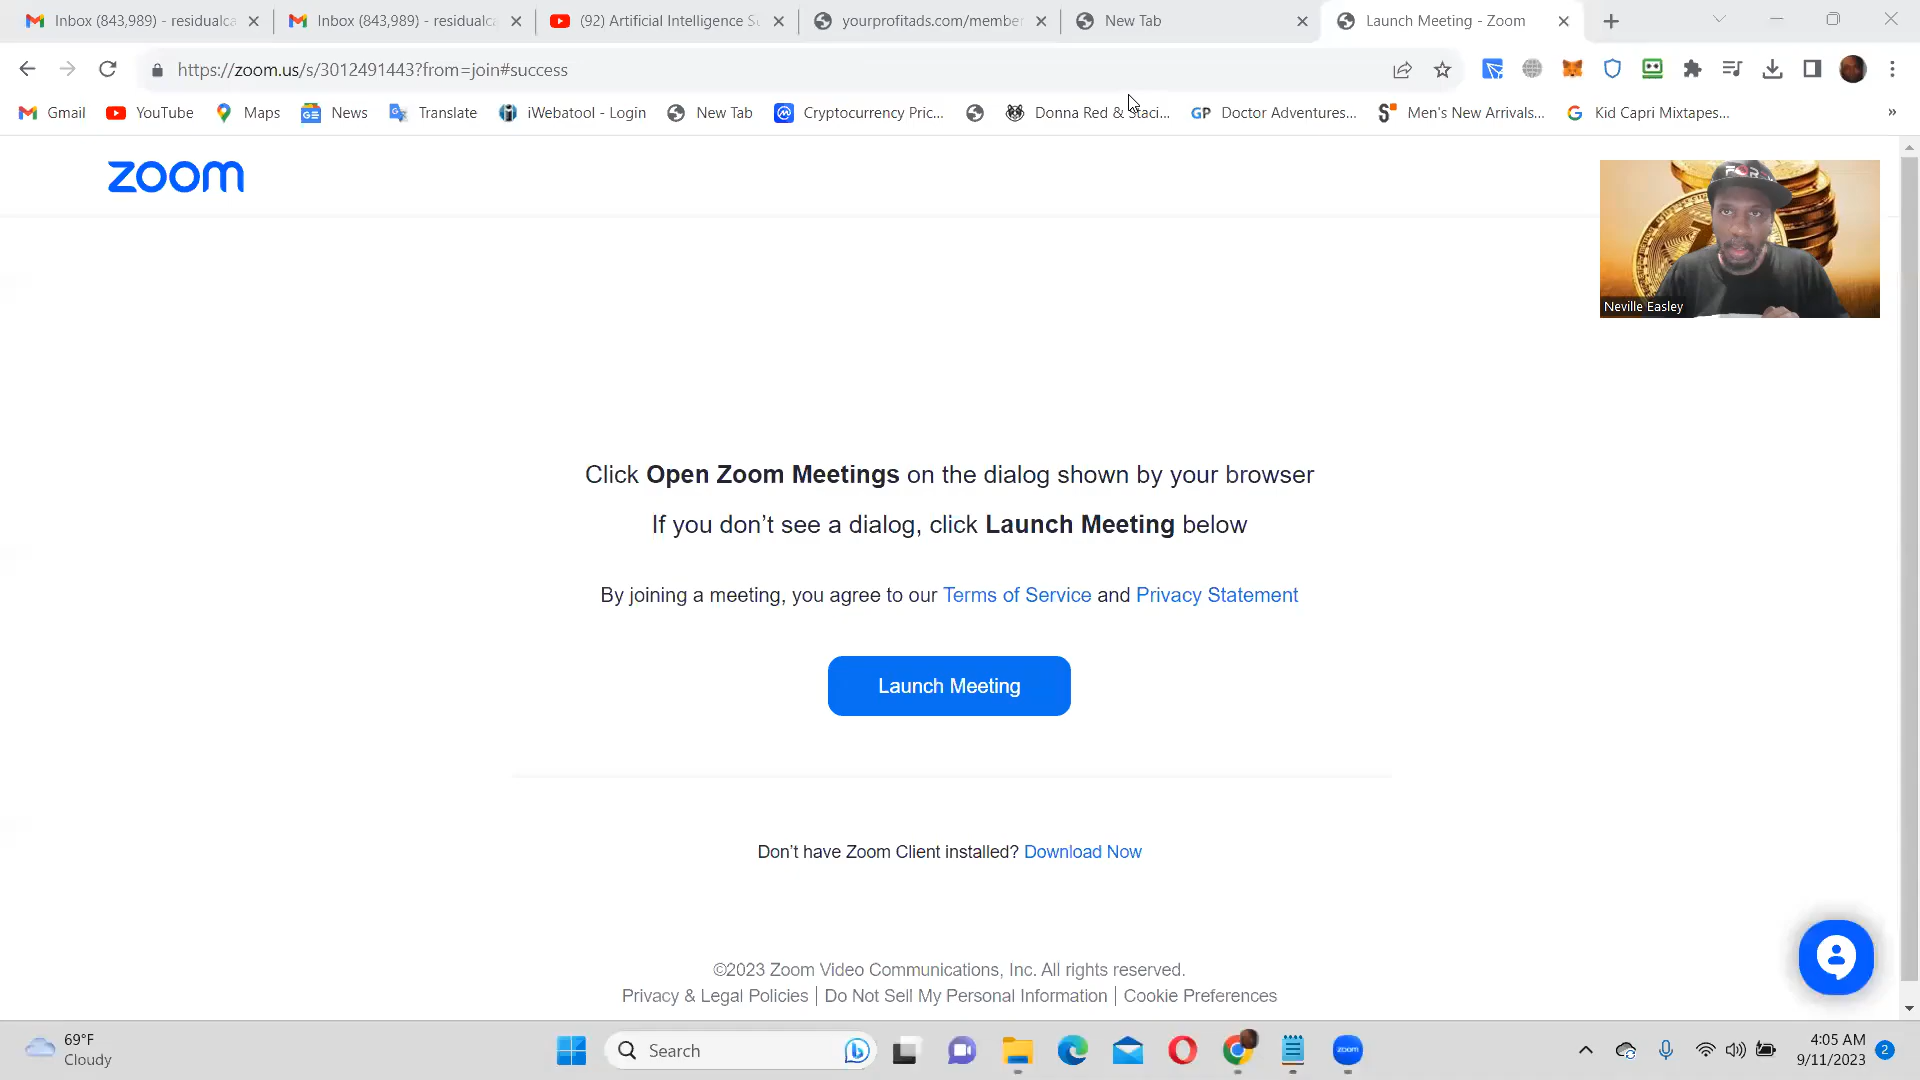 Inbox (843,989) - residualca
Inbox (843,989) - residualca
(92) Artificial Intelligence Su
yourprofitads.com/member
New Tab
Launch Meeting - Zoom
https://zoom.us/s/3012491443?from=join#success
Gmail
YouTube
Maps
News
Translate
iWebatool - Login
New Tab
Cryptocurrency Pric...
Donna Red & Staci...
GP Doctor Adventures...
Men's New Arrivals...
Kid Capri Mixtapes...
zoom
Neville Easley
Click Open Zoom Meetings on the dialog shown by your browser
If you don’t see a dialog, click Launch Meeting below
By joining a meeting, you agree to our Terms of Service and Privacy Statement
Launch Meeting
Don’t have Zoom Client installed? Download Now
©2023 Zoom Video Communications, Inc. All rights reserved.
Privacy & Legal Policies | Do Not Sell My Personal Information | Cookie Preferences
69°F
Cloudy
Search
zoom
4:05 AM
9/11/2023
2